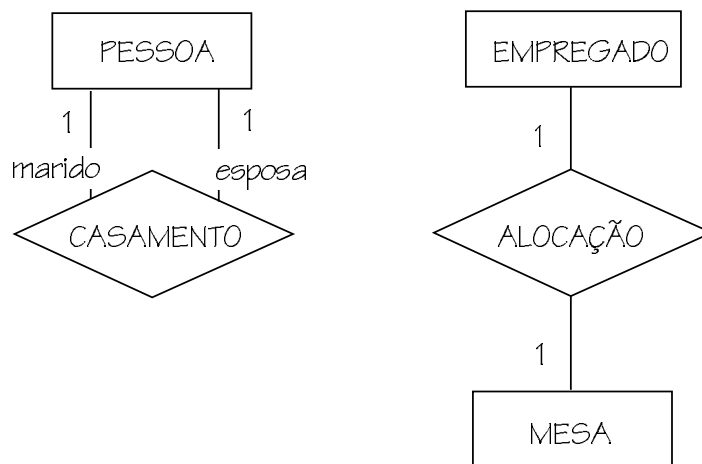 PESSOA
1
1
marido
esposa
CASAMENTO
EMPREGADO
1
ALOCAÇÃO
1
MESA